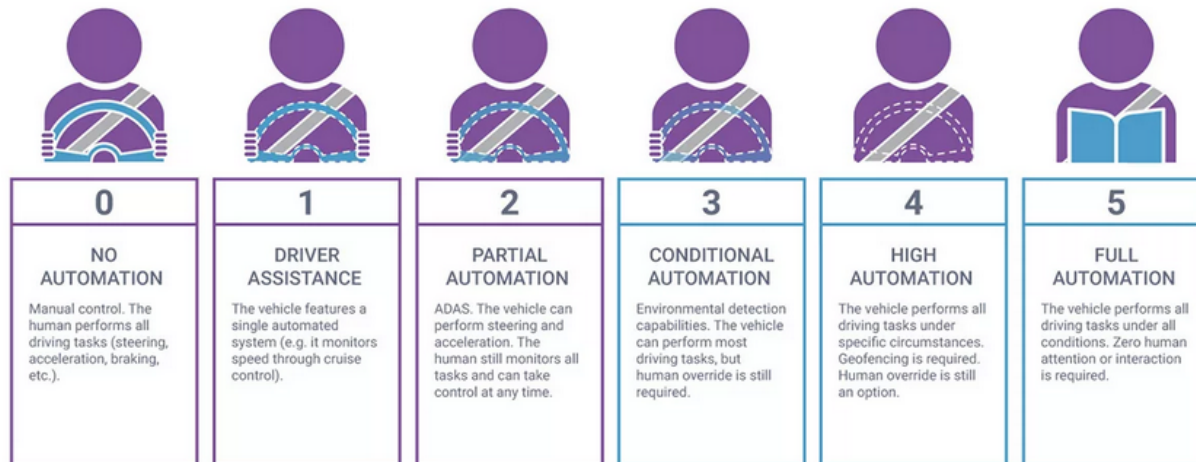 0
NO
AUTOMATION
Manual control. The
human performs all
driving tasks (steering,
acceleration, braking,
etc.).
1
DRIVER
ASSISTANCE
The vehicle features a
single automated
system (e.g. it monitors
speed through cruise
control).
2
PARTIAL
AUTOMATION
ADAS. The vehicle can
perform steering and
acceleration. The
human still monitors all
tasks and can take
control at any time.
3
CONDITIONAL
AUTOMATION
Environmental detection
capabilities. The vehicle
can perform most
driving tasks, but
human override is still
required.
4
HIGH
AUTOMATION
The vehicle performs all
driving tasks under
specific circumstances.
Geofencing is required.
Human override is still
an option.
5
FULL
AUTOMATION
The vehicle performs all
driving tasks under all
conditions. Zero human
attention or interaction
is required.